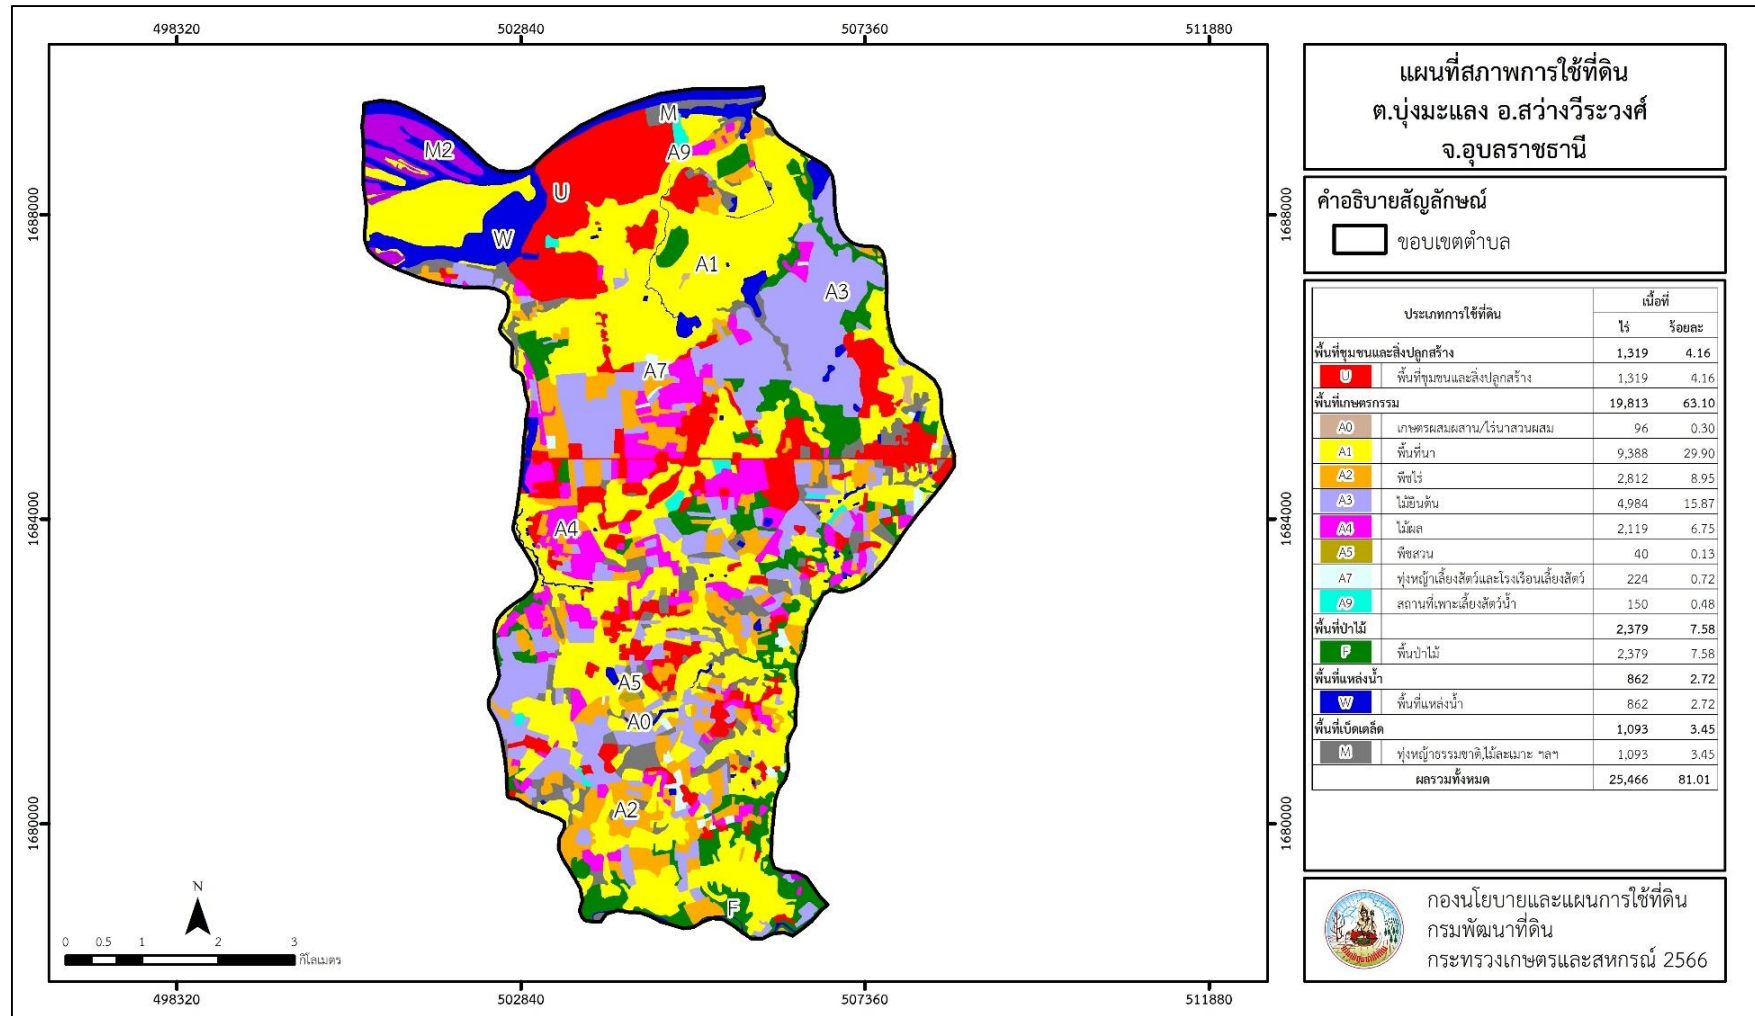 498320
502840
507360
511880
1688000
1684000
1680000
1688000
1684000
1680000
498320
502840
507360
511880
M
M2
A9
U
W
A1
A3
A7
A4
A5
A0
A2
F
N
0 0.5 1 2 3
กิโลเมตร
แผนที่สภาพการใช้ที่ดิน
ต.บุ่งมะแลง อ.สว่างวีระวงศ์
จ.อุบลราชธานี
คำอธิบายสัญลักษณ์
ขอบเขตตำบล
ประเภทการใช้ที่ดิน เนื้อที่
ไร่ ร้อยละ
พื้นที่ชุมชนและสิ่งปลูกสร้าง 1,319 4.16
U พื้นที่ชุมชนและสิ่งปลูกสร้าง 1,319 4.16
พื้นที่เกษตรกรรม 19,813 63.10
A0 เกษตรผสมผสาน/ไร่นาสวนผสม 96 0.30
A1 พื้นที่นา 9,388 29.90
A2 พืชไร่ 2,812 8.95
A3 ไม้ยืนต้น 4,984 15.87
A4 ไม้ผล 2,119 6.75
A5 พืชสวน 40 0.13
A7 ทุ่งหญ้าเลี้ยงสัตว์และโรงเรือนเลี้ยงสัตว์ 224 0.72
A9 สถานที่เพาะเลี้ยงสัตว์น้ำ 150 0.48
พื้นที่ป่าไม้ 2,379 7.58
F พื้นป่าไม้ 2,379 7.58
พื้นที่แหล่งน้ำ 862 2.72
W พื้นที่แหล่งน้ำ 862 2.72
พื้นที่เบ็ดเตล็ด 1,093 3.45
M ทุ่งหญ้าธรรมชาติ,ไม้ละเมาะ ฯลฯ 1,093 3.45
ผลรวมทั้งหมด 25,466 81.01
กองนโยบายและแผนการใช้ที่ดิน
กรมพัฒนาที่ดิน
กระทรวงเกษตรและสหกรณ์ 2566